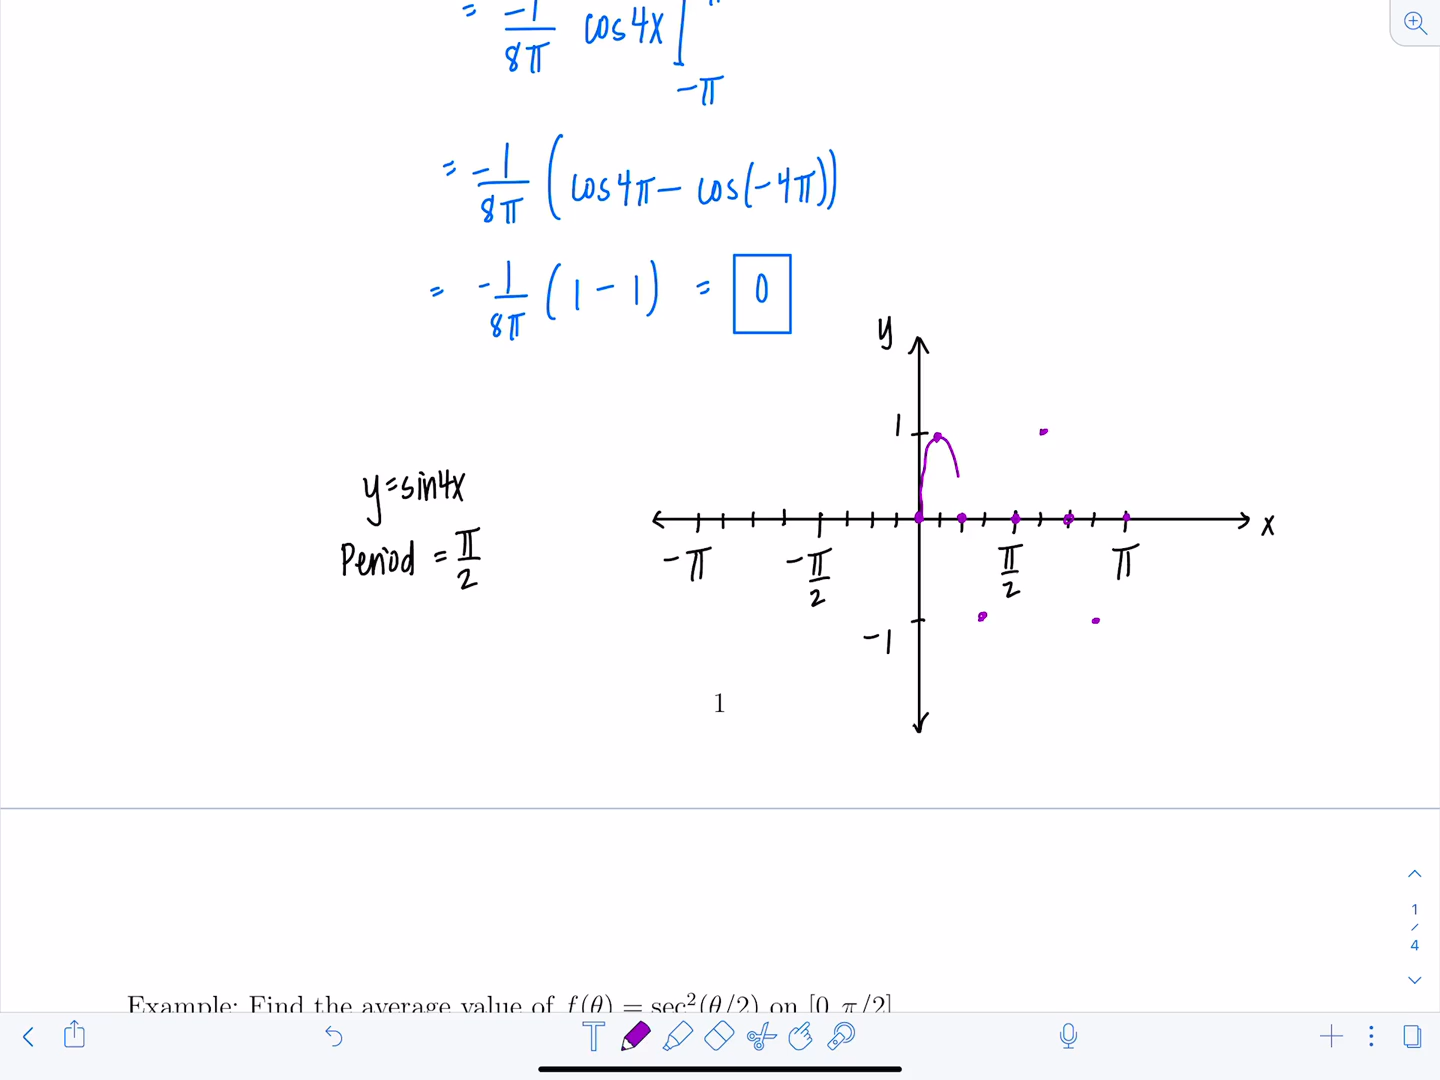 = -1/8π cos4x ]π -π
= -1/8π (cos4π - cos(-4π))
= -1/8π (1 - 1) = 0
y
1
y=sin4x
Period = π/2
x
-π -π/2 π/2 π
-1
1
1
/
4
Example: Find the average value of f(θ) = sec²(θ/2) on [0, π/2]
T